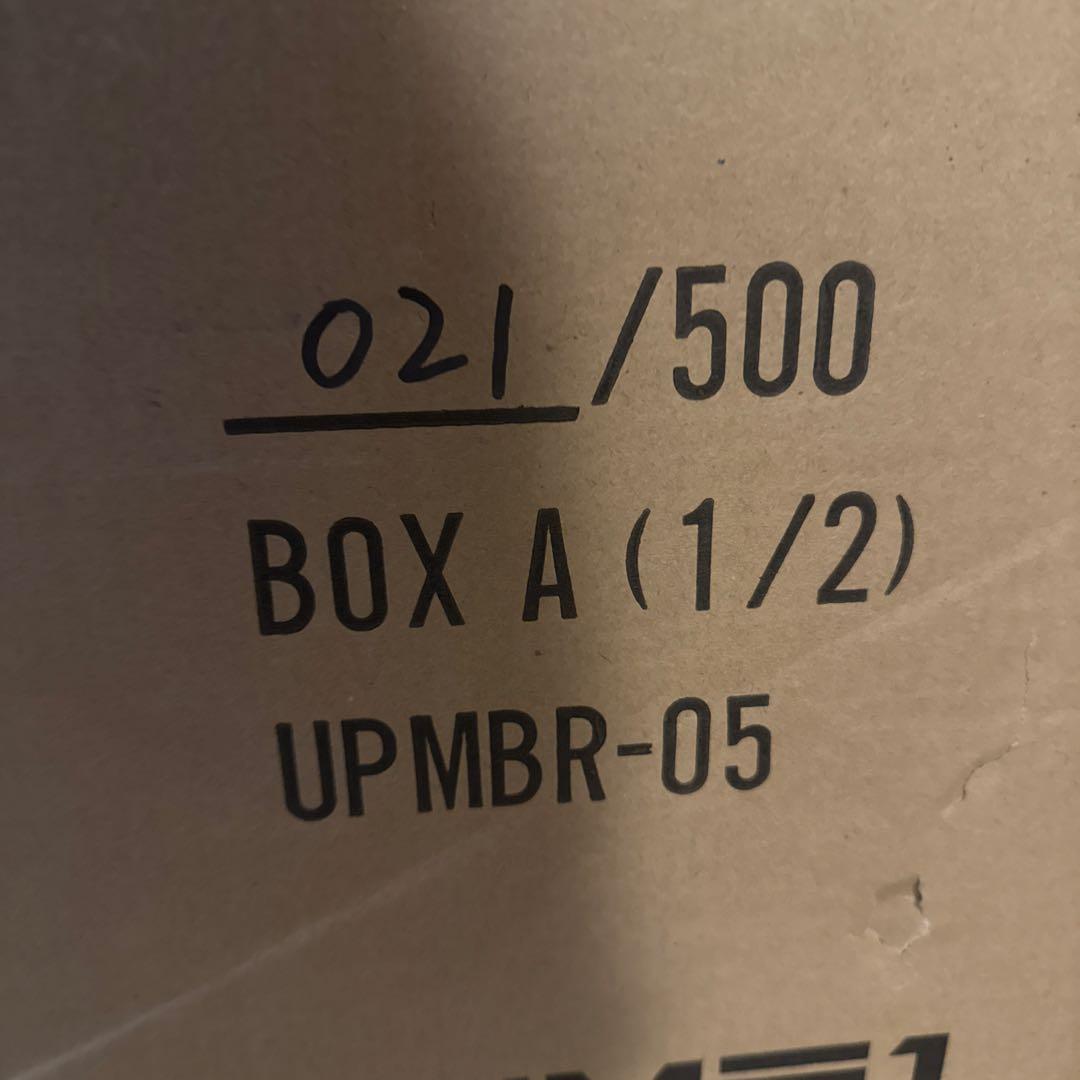 021/500
BOX A (1/2)
UPMBR-05